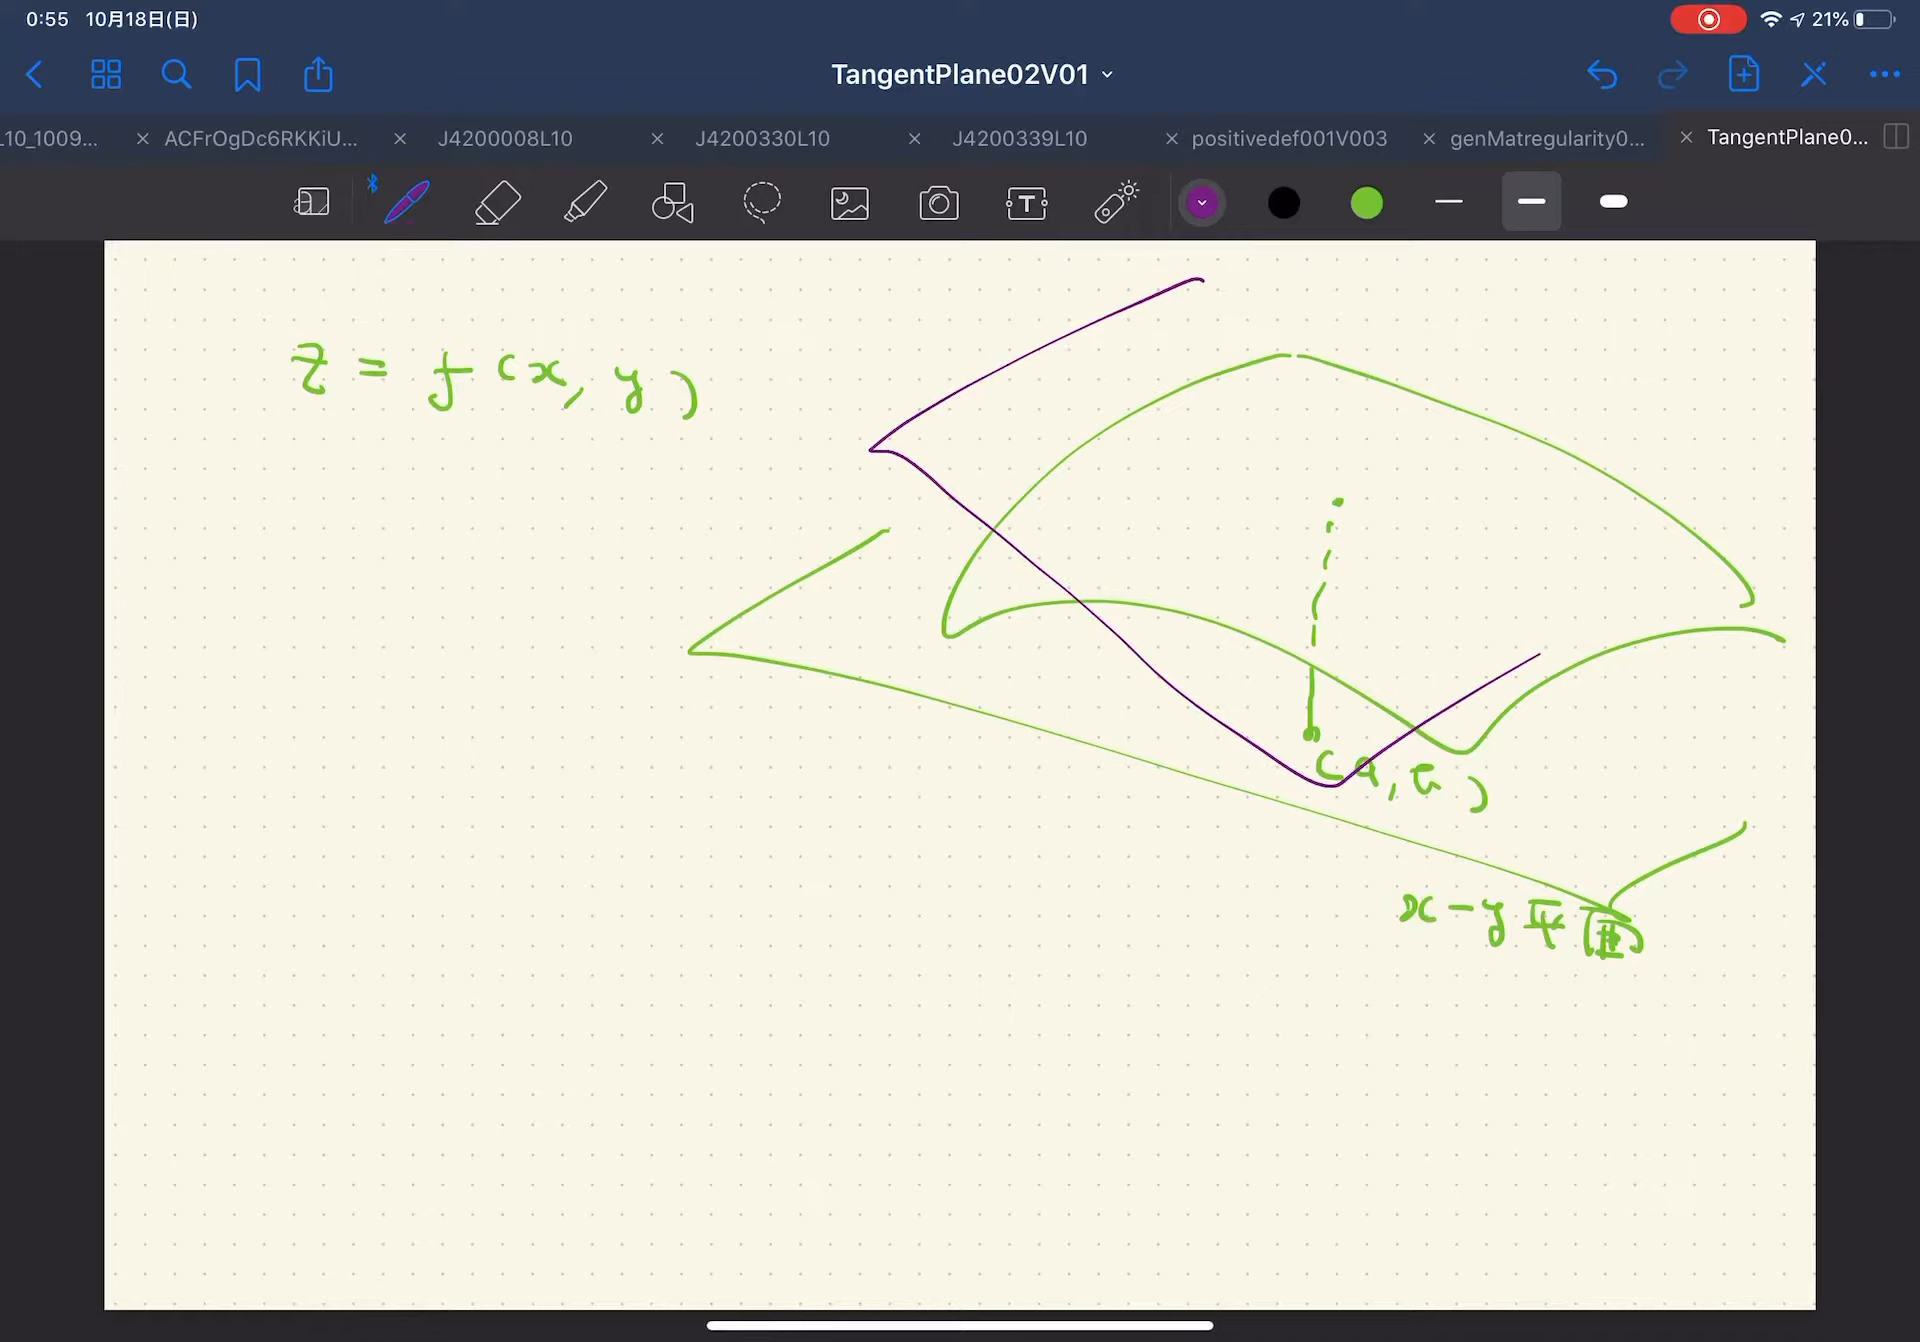 0:55 10月18日(日)
21%
TangentPlane02V01
L10_1009...
ACFrOgDc6RKKiU...
J4200008L10
J4200330L10
J4200339L10
positivedef001V003
genMatregularity0...
TangentPlane0...
T
z = f(x, y)
(a, b)
x-y平面